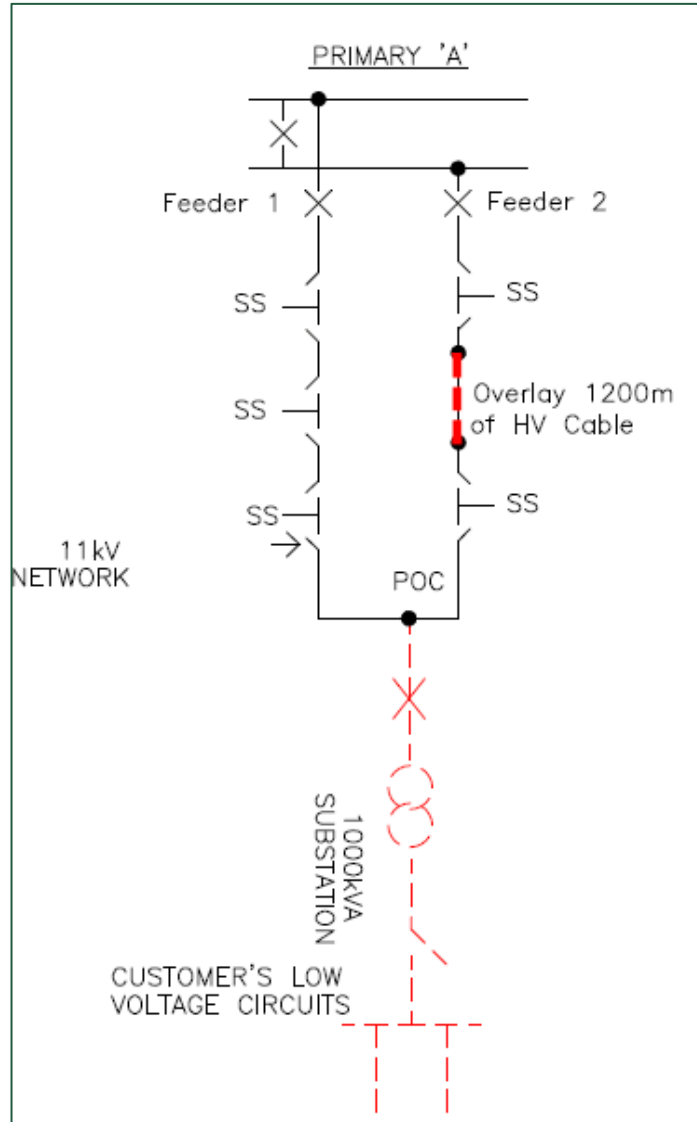 PRIMARY 'A'
Feeder 1
Feeder 2
SS
SS
Overlay 1200m
of HV Cable
SS
SS
SS
11kV
NETWORK
POC
1000kVA
SUBSTATION
CUSTOMER'S LOW
VOLTAGE CIRCUITS